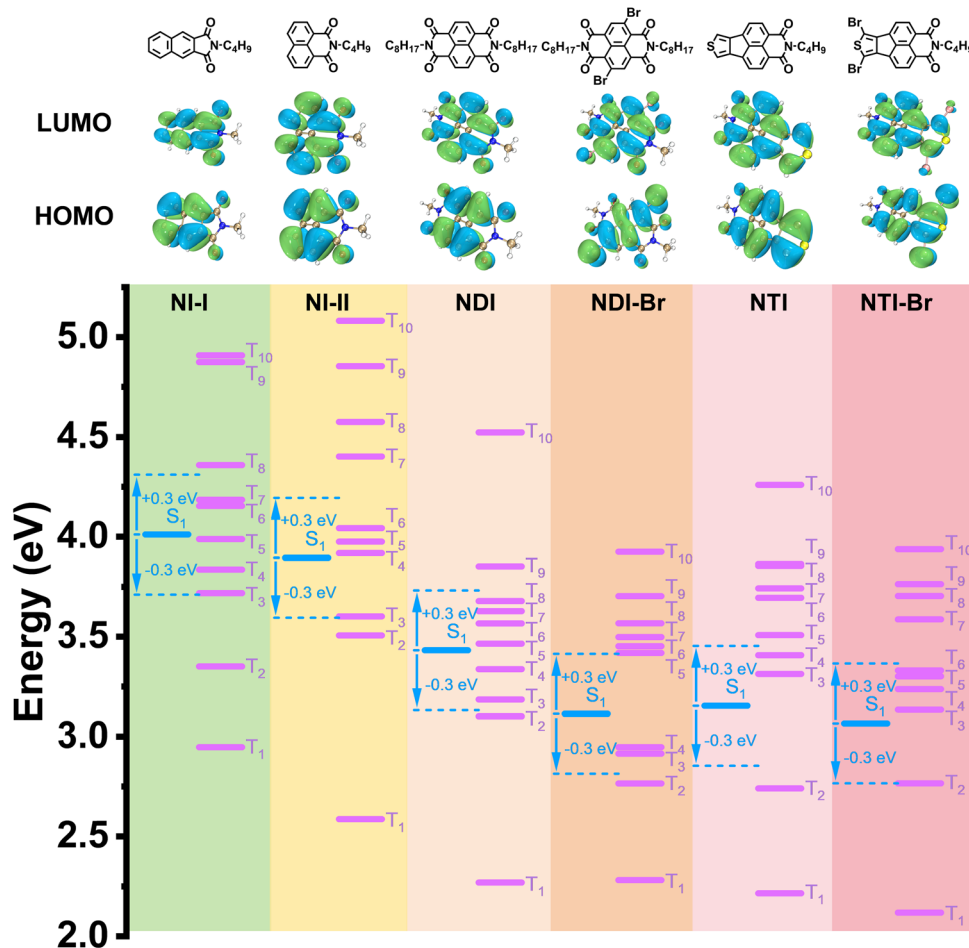 Br
O O O O O O O O O O Br O
N-C4H9 N-C4H9 C8H17-N N-C8H17 C8H17-N N-C8H17 S N-C4H9 S N-C4H9
O O O O O O O O Br O
Br
LUMO
HOMO
NI-I NI-II NDI NDI-Br NTI NTI-Br
Energy (eV)
5.0
4.5
4.0
3.5
3.0
2.5
2.0
T10
T9
T8
T7
T6
T5
T4
T3
T2
T1
+0.3 eV
S1
-0.3 eV
T10
T9
T8
T7
T6
T5
T4
T3
T2
T1
+0.3 eV
S1
-0.3 eV
T10
T9
T8
T7
T6
T5
T4
T3
T2
T1
+0.3 eV
S1
-0.3 eV
T10
T9
T8
T7
T6
T5
T4
T3
T2
T1
+0.3 eV
S1
-0.3 eV
T10
T9
T8
T7
T6
T5
T4
T3
T2
T1
+0.3 eV
S1
-0.3 eV
T10
T9
T8
T7
T6
T5
T4
T3
T2
T1
+0.3 eV
S1
-0.3 eV